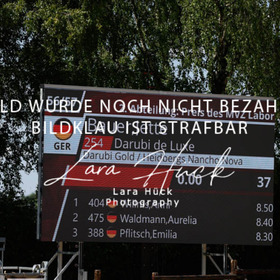 Abteilung: Preis des MVZ Labor
LD WURDE NOCH NICHT BEZAH
BILDKLAU IST STRAFBAR
GER
254 Darubi de Luxe
Darubi Gold / Heidbergs Nancho Nova
Lara Hück
0.00 37
Lara Hück
Photography
1 404 8.50
2 475 Waldmann,Aurelia 8.40
3 388 Pflitsch,Emilia 8.30